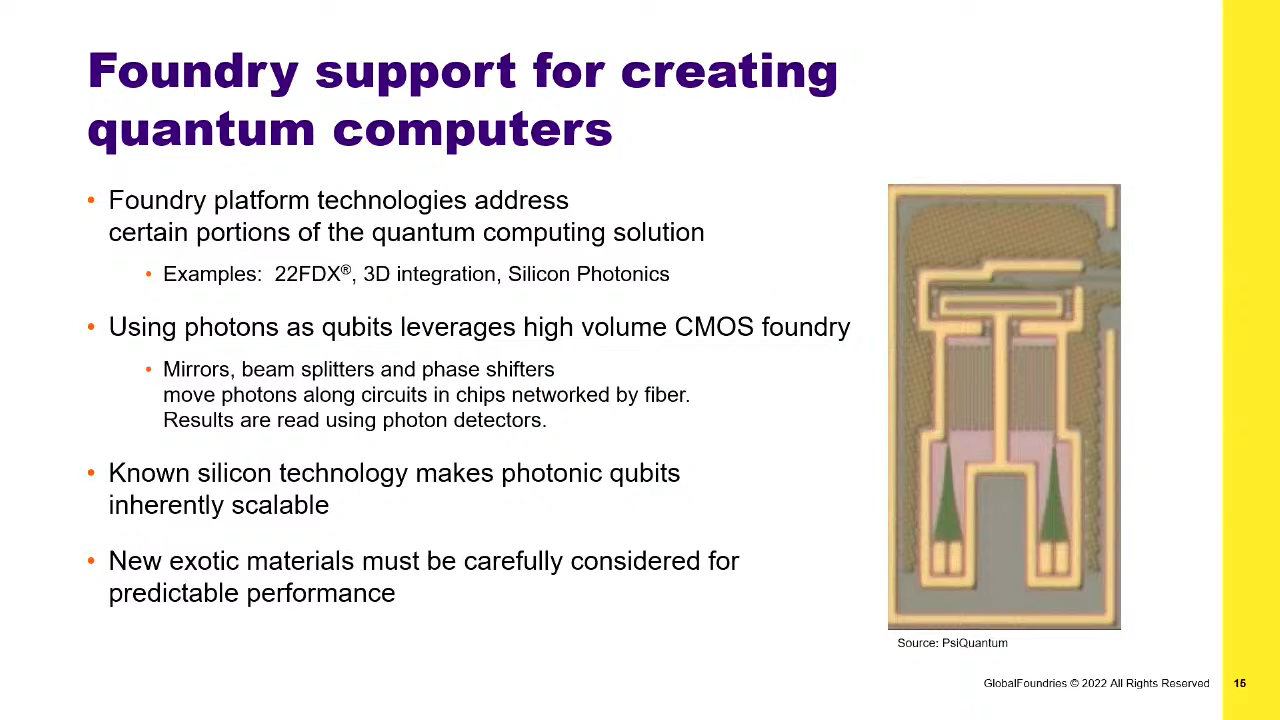 Foundry support for creating
quantum computers
• Foundry platform technologies address
certain portions of the quantum computing solution
• Examples:  22FDX®, 3D integration, Silicon Photonics
• Using photons as qubits leverages high volume CMOS foundry
• Mirrors, beam splitters and phase shifters
move photons along circuits in chips networked by fiber.
Results are read using photon detectors.
• Known silicon technology makes photonic qubits
inherently scalable
• New exotic materials must be carefully considered for
predictable performance
Source: PsiQuantum
GlobalFoundries © 2022 All Rights Reserved 15